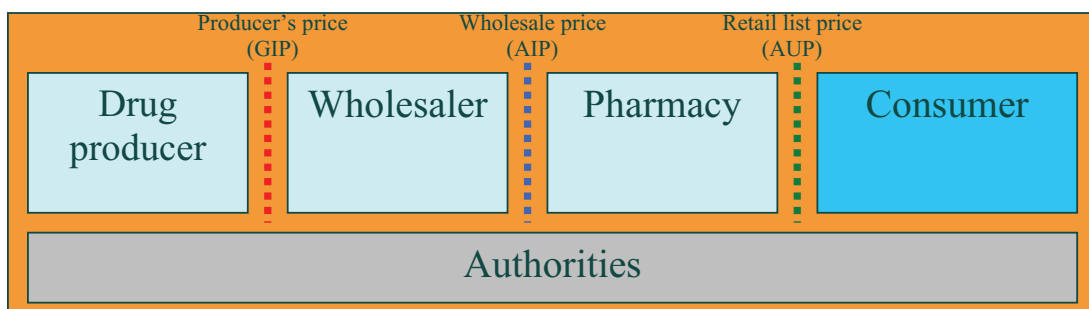 Producer’s price
(GIP)
Wholesale price
(AIP)
Retail list price
(AUP)
Drug
producer
Wholesaler
Pharmacy
Consumer
Authorities